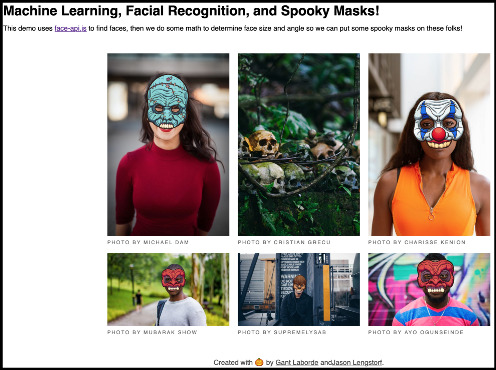 Machine Learning, Facial Recognition, and Spooky Masks!
This demo uses face-api.js to find faces, then we do some math to determine face size and angle so we can put some spooky masks on these folks!
PHOTO BY MICHAEL DAM
PHOTO BY CRISTIAN GRECU
PHOTO BY CHARISSE KENION
PHOTO BY MUBARAK SHOW
PHOTO BY SUPREMELYSAB
PHOTO BY AYO OGUNSEINDE
Created with 🎃 by Gant Laborde andJason Lengstorf.